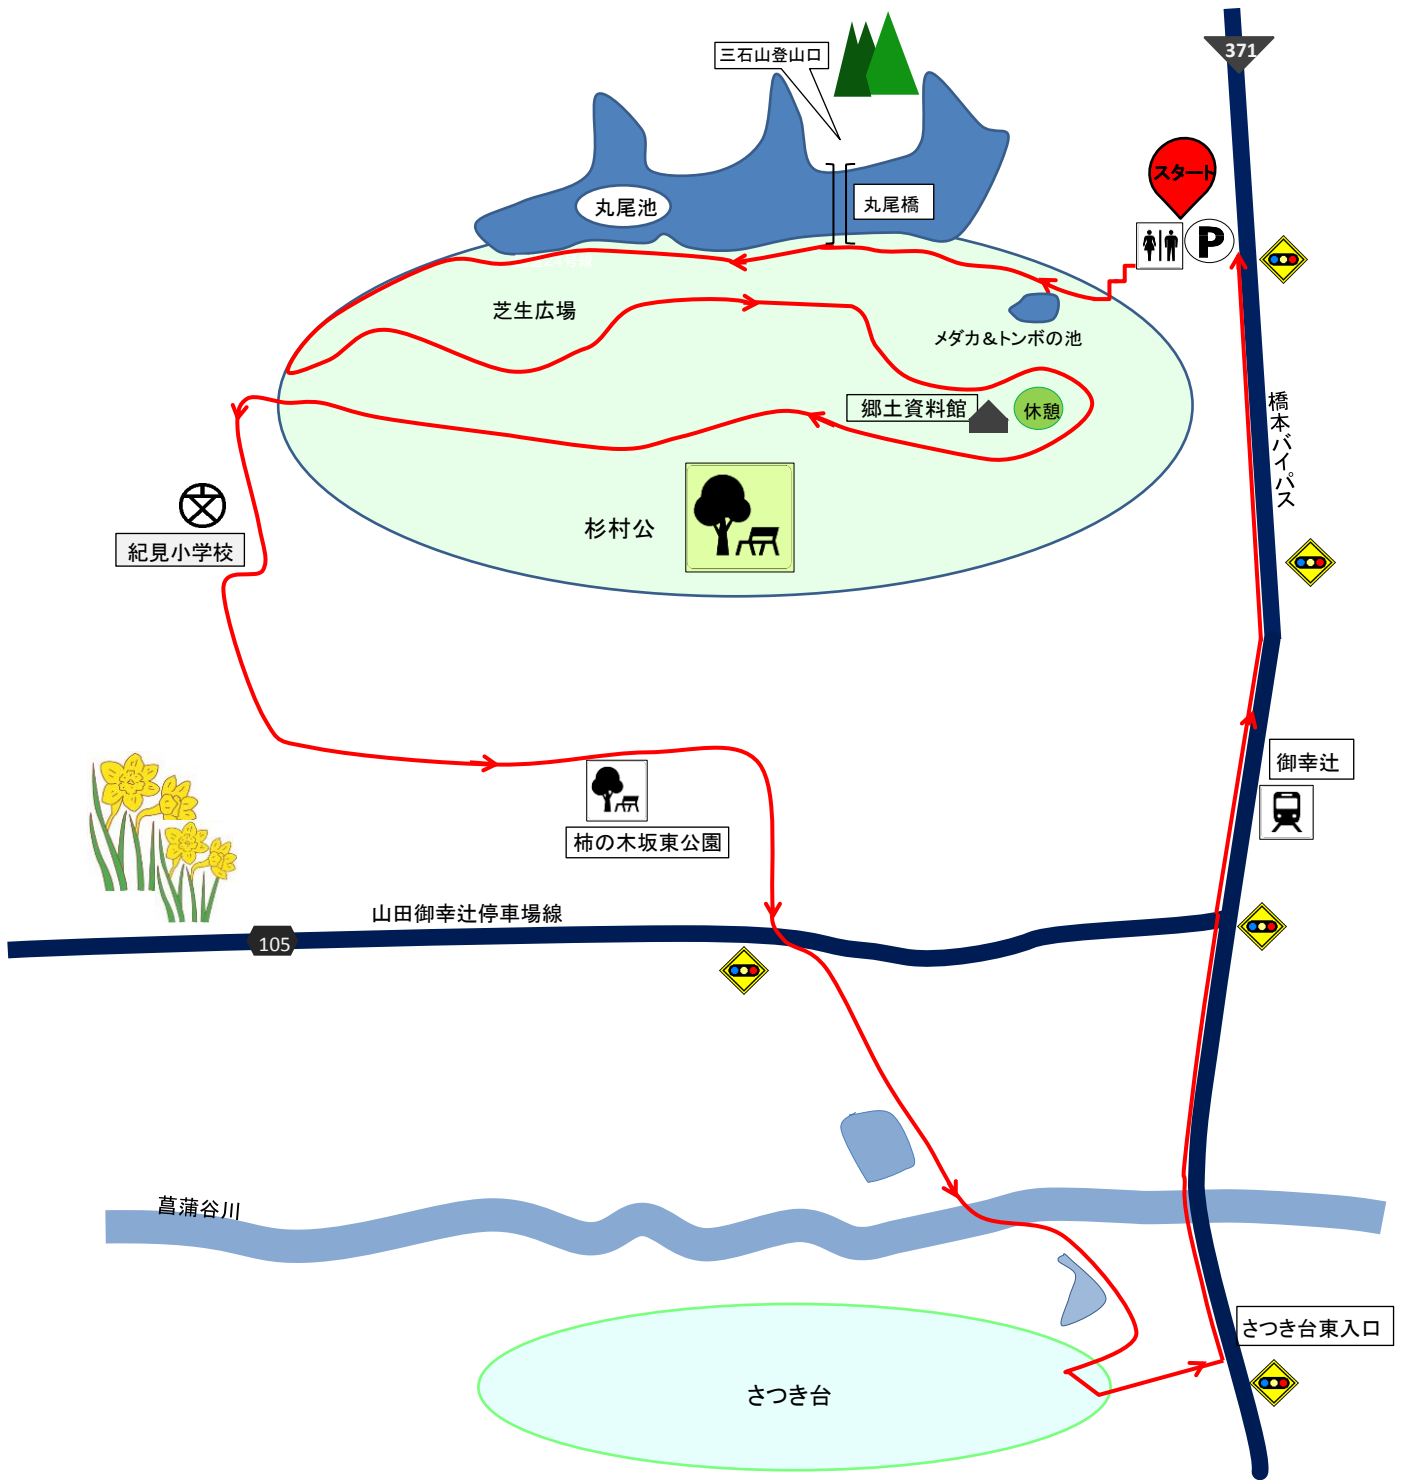 三石山登山口
371
スタート
丸尾池
丸尾橋
P
芝生広場
メダカ＆トンボの池
郷土資料館
休憩
橋本バイパス
杉村公
紀見小学校
御幸辻
柿の木坂東公園
山田御幸辻停車場線
105
菖蒲谷川
さつき台東入口
さつき台